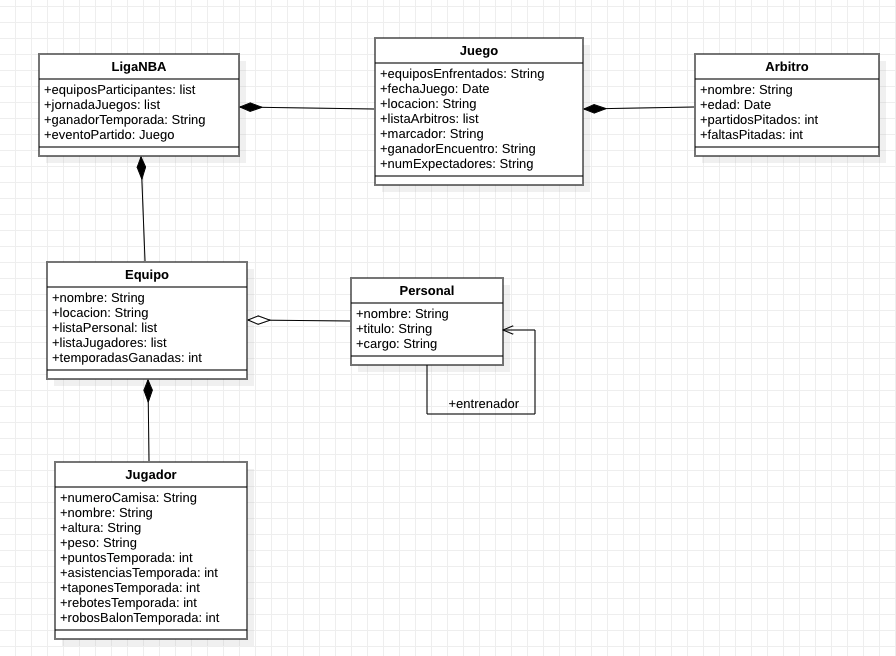 LigaNBA
+equiposParticipantes: list
+jornadaJuegos: list
+ganadorTemporada: String
+eventoPartido: Juego
Juego
+equiposEnfrentados: String
+fechaJuego: Date
+locacion: String
+listaArbitros: list
+marcador: String
+ganadorEncuentro: String
+numExpectadores: String
Arbitro
+nombre: String
+edad: Date
+partidosPitados: int
+faltasPitadas: int
Equipo
+nombre: String
+locacion: String
+listaPersonal: list
+listaJugadores: list
+temporadasGanadas: int
Personal
+nombre: String
+titulo: String
+cargo: String
+entrenador
Jugador
+numeroCamisa: String
+nombre: String
+altura: String
+peso: String
+puntosTemporada: int
+asistenciasTemporada: int
+taponesTemporada: int
+rebotesTemporada: int
+robosBalonTemporada: int